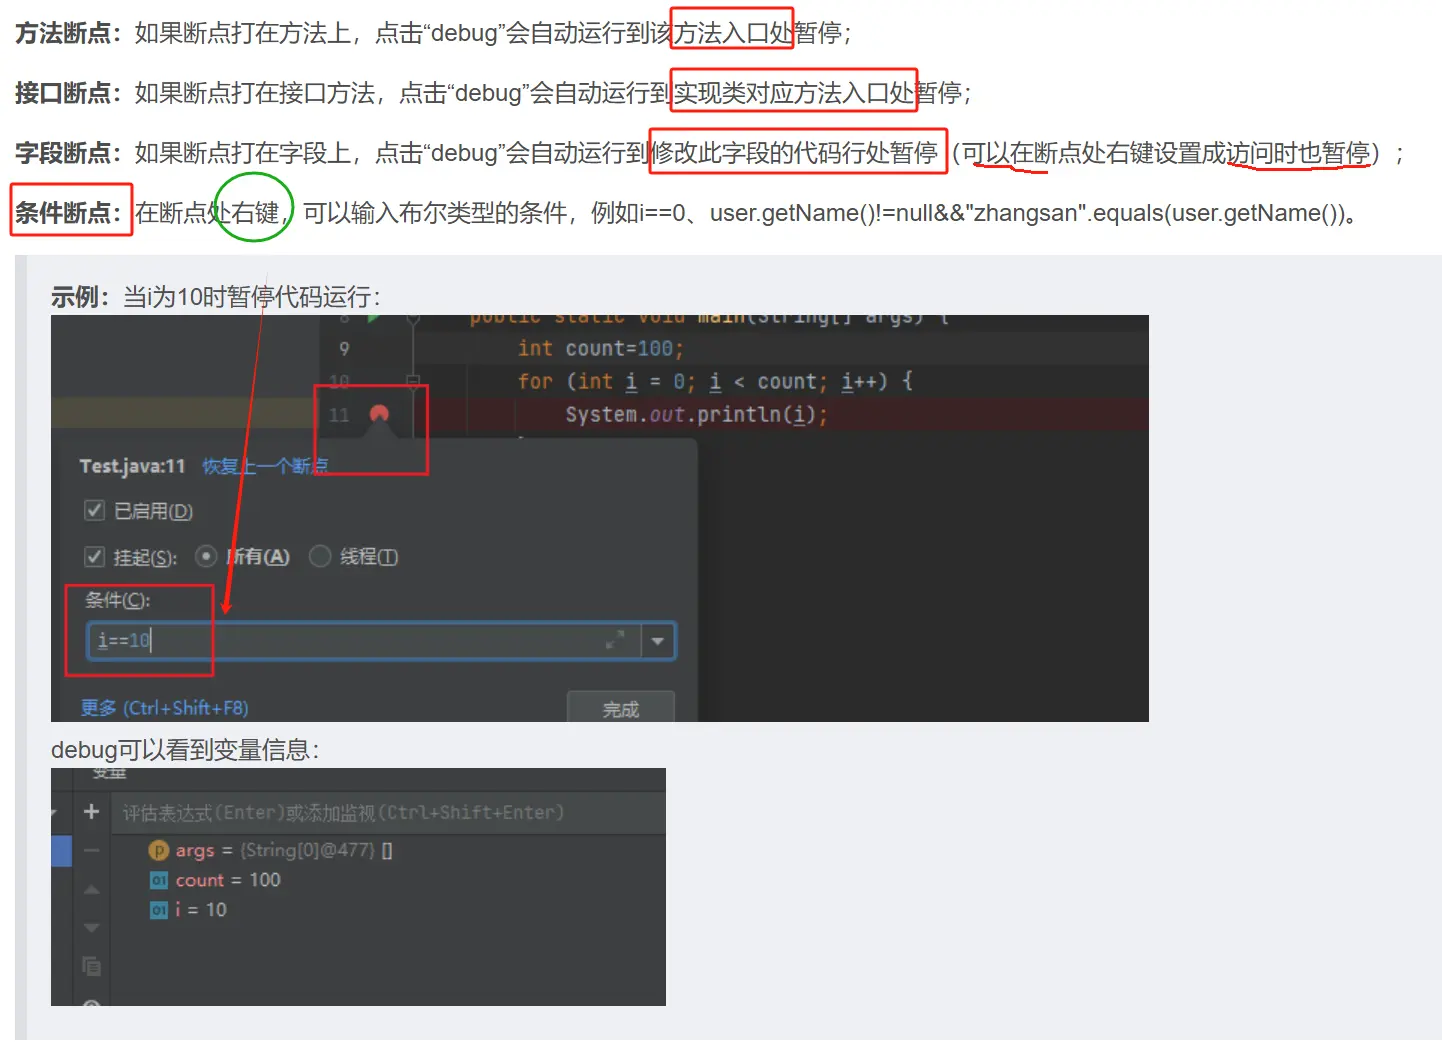 方法断点：如果断点打在方法上，点击“debug”会自动运行到该方法入口处暂停；
接口断点：如果断点打在接口方法，点击“debug”会自动运行到实现类对应方法入口处暂停；
字段断点：如果断点打在字段上，点击“debug”会自动运行到修改此字段的代码行处暂停（可以在断点处右键设置成访问时也暂停）；
条件断点：在断点处右键，可以输入布尔类型的条件，例如i==0、user.getName()!=null&&"zhangsan".equals(user.getName())。
示例：当i为10时暂停代码运行：
8 public static void main(String[] args) {
9 int count=100;
10 for (int i = 0; i < count; i++) {
11 System.out.println(i);
Test.java:11 恢复上一个断点
已启用(D)
挂起(S): 所有(A) 线程(T)
条件(C):
i==10
更多 (Ctrl+Shift+F8) 完成
debug可以看到变量信息：
变量
评估表达式(Enter)或添加监视(Ctrl+Shift+Enter)
p args = {String[0]@477} []
01 count = 100
01 i = 10